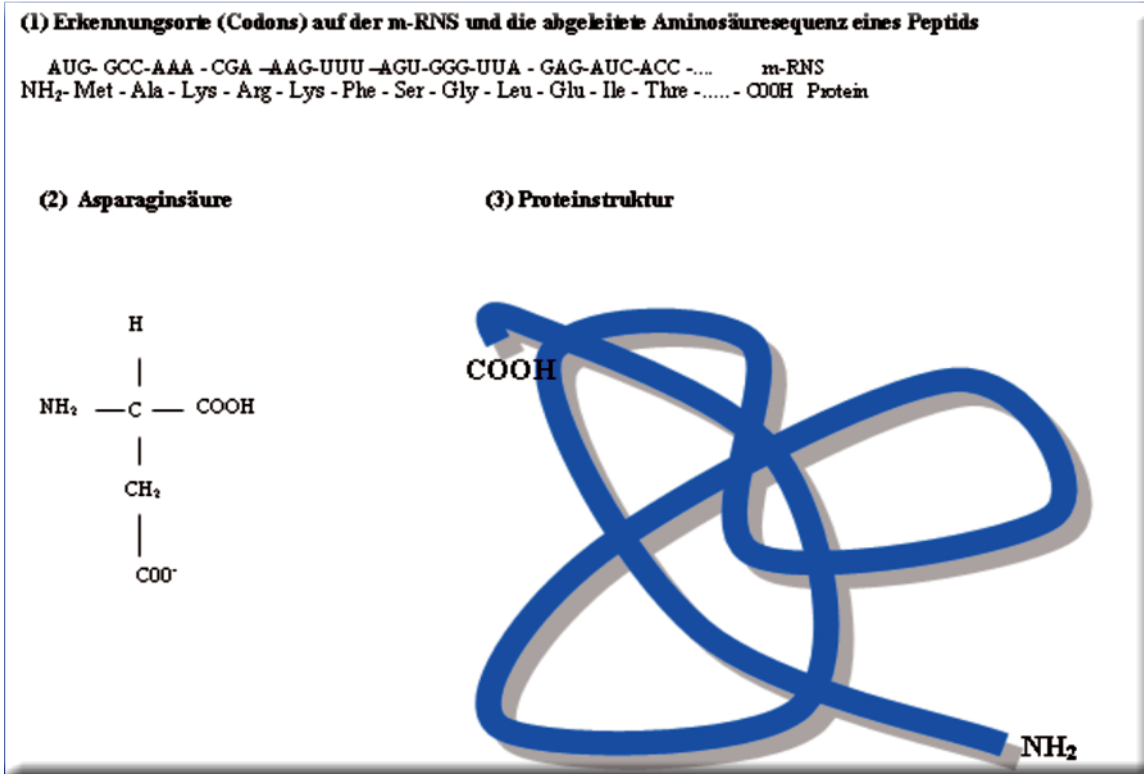 (1) Erkennungsorte (Codons) auf der m-RNS und die abgeleitete Aminosäuresequenz eines Peptids
AUG- GCC-AAA - CGA –AAG-UUU –AGU-GGG-UUA - GAG-AUC-ACC -.... m-RNS
NH₂- Met - Ala - Lys - Arg - Lys - Phe - Ser - Gly - Leu - Glu - Ile - Thre -..... - COOH Protein
(2) Asparaginsäure
(3) Proteinstruktur
H
NH₂ — C — COOH
CH₂
COO⁻
COOH
NH₂